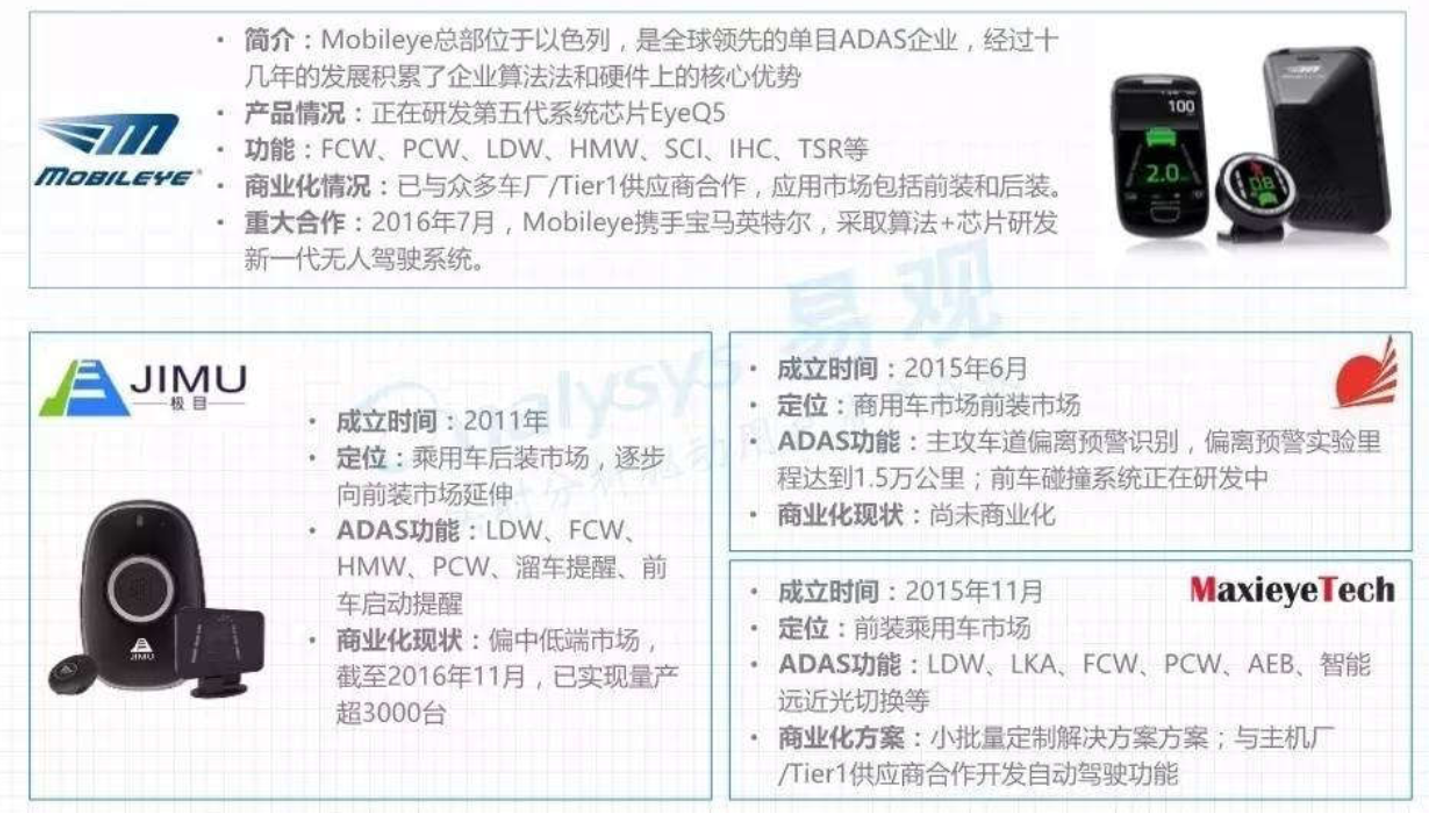 • 简介：Mobileye总部位于以色列，是全球领先的单目ADAS企业，经过十
几年的发展积累了企业算法法和硬件上的核心优势
• 产品情况：正在研发第五代系统芯片EyeQ5
• 功能：FCW、PCW、LDW、HMW、SCI、IHC、TSR等
• 商业化情况：已与众多车厂/Tier1供应商合作，应用市场包括前装和后装。
• 重大合作：2016年7月，Mobileye携手宝马英特尔，采取算法+芯片研发
新一代无人驾驶系统。
MOBILEYE
100
2.0
0.8
JIMU
极目
• 成立时间：2011年
• 定位：乘用车后装市场，逐步
向前装市场延伸
• ADAS功能：LDW、FCW、
HMW、PCW、溜车提醒、前
车启动提醒
• 商业化现状：偏中低端市场，
截至2016年11月，已实现量产
超3000台
JIMU
• 成立时间：2015年6月
• 定位：商用车市场前装市场
• ADAS功能：主攻车道偏离预警识别，偏离预警实验里
程达到1.5万公里；前车碰撞系统正在研发中
• 商业化现状：尚未商业化
MaxieyeTech
• 成立时间：2015年11月
• 定位：前装乘用车市场
• ADAS功能：LDW、LKA、FCW、PCW、AEB、智能
远近光切换等
• 商业化方案：小批量定制解决方案方案；与主机厂
/Tier1供应商合作开发自动驾驶功能
analysys 易观